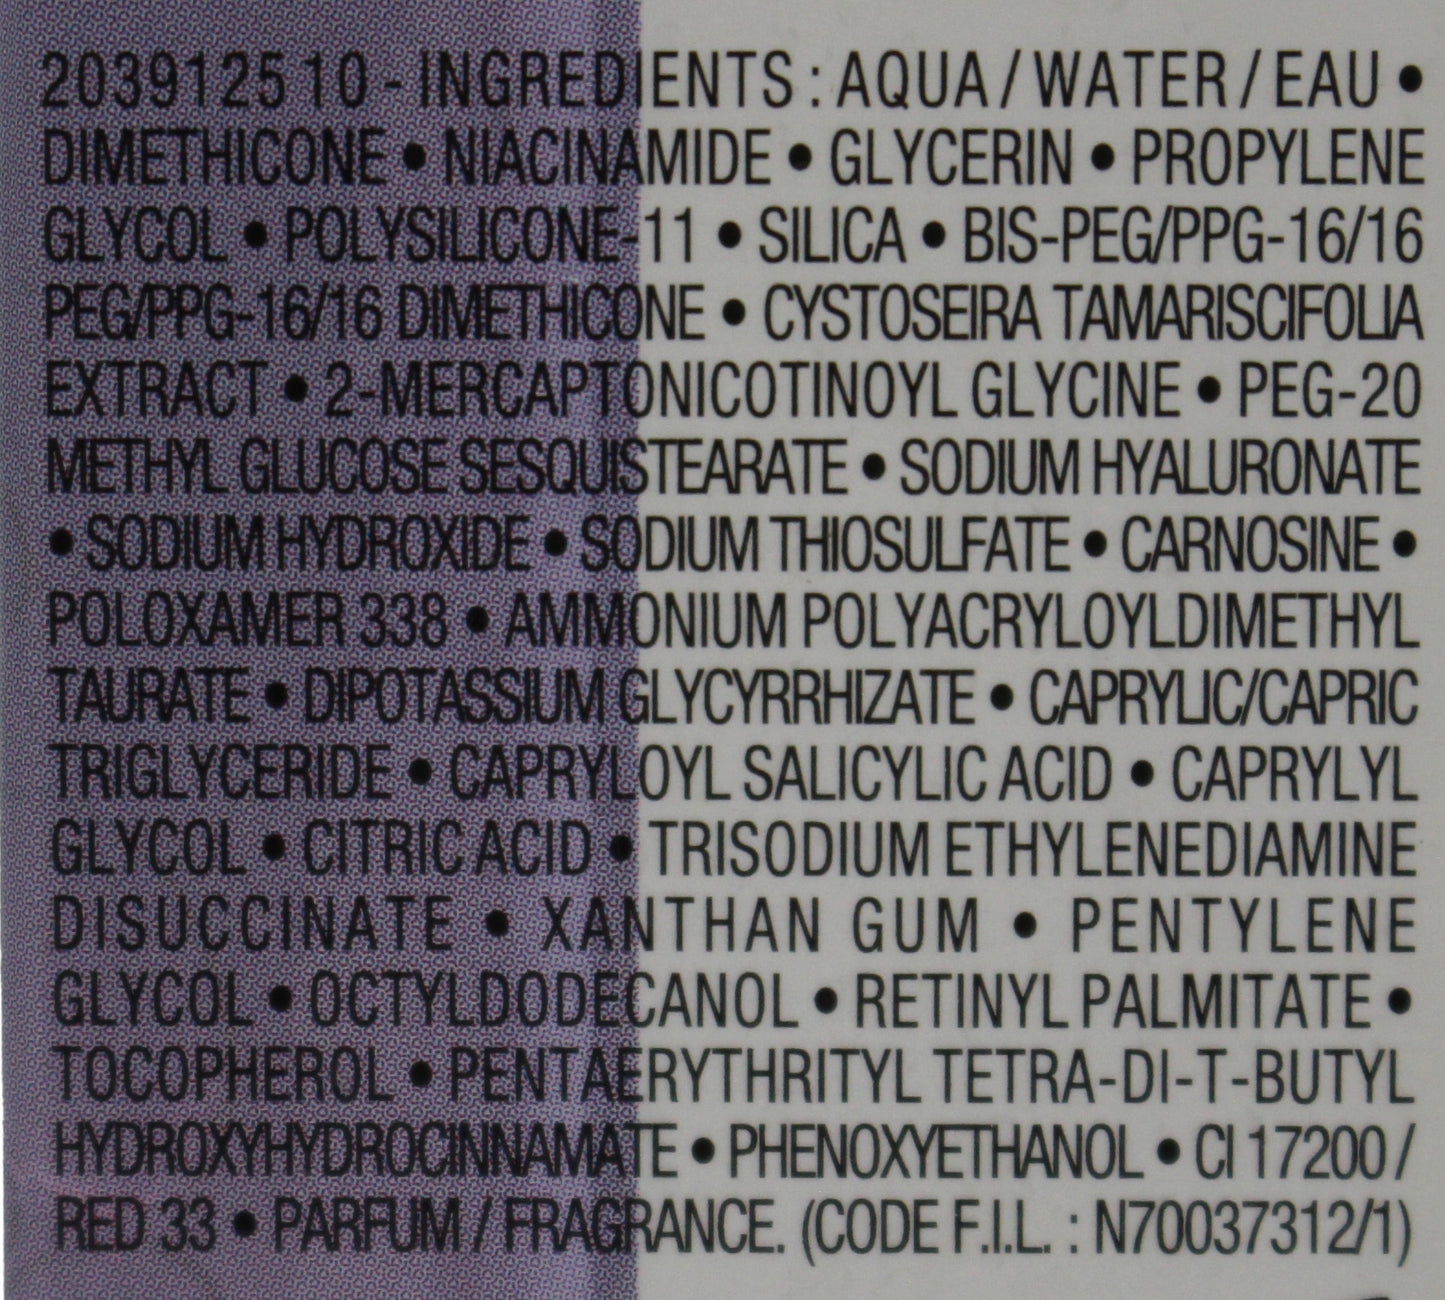 203912510 - INGREDIENTS : AQUA / WATER / EAU •
DIMETHICONE • NIACINAMIDE • GLYCERIN • PROPYLENE
GLYCOL • POLYSILICONE-11 • SILICA • BIS-PEG/PPG-16/16
PEG/PPG-16/16 DIMETHICONE • CYSTOSEIRA TAMARISCIFOLIA
EXTRACT • 2-MERCAPTONICOTINOYL GLYCINE • PEG-20
METHYL GLUCOSE SESQUISTEARATE • SODIUM HYALURONATE
• SODIUM HYDROXIDE • SODIUM THIOSULFATE • CARNOSINE •
POLOXAMER 338 • AMMONIUM POLYACRYLOYLDIMETHYL
TAURATE • DIPOTASSIUM GLYCYRRHIZATE • CAPRYLIC/CAPRIC
TRIGLYCERIDE • CAPRYLOYL SALICYLIC ACID • CAPRYLYL
GLYCOL • CITRIC ACID • TRISODIUM ETHYLENEDIAMINE
DISUCCINATE • XANTHAN GUM • PENTYLENE
GLYCOL • OCTYLDODECANOL • RETINYL PALMITATE •
TOCOPHEROL • PENTAERYTHRITYL TETRA-DI-T-BUTYL
HYDROXYHYDROCINNAMATE • PHENOXYETHANOL • CI 17200 /
RED 33 • PARFUM / FRAGRANCE. (CODE F.I.L. : N70037312/1)